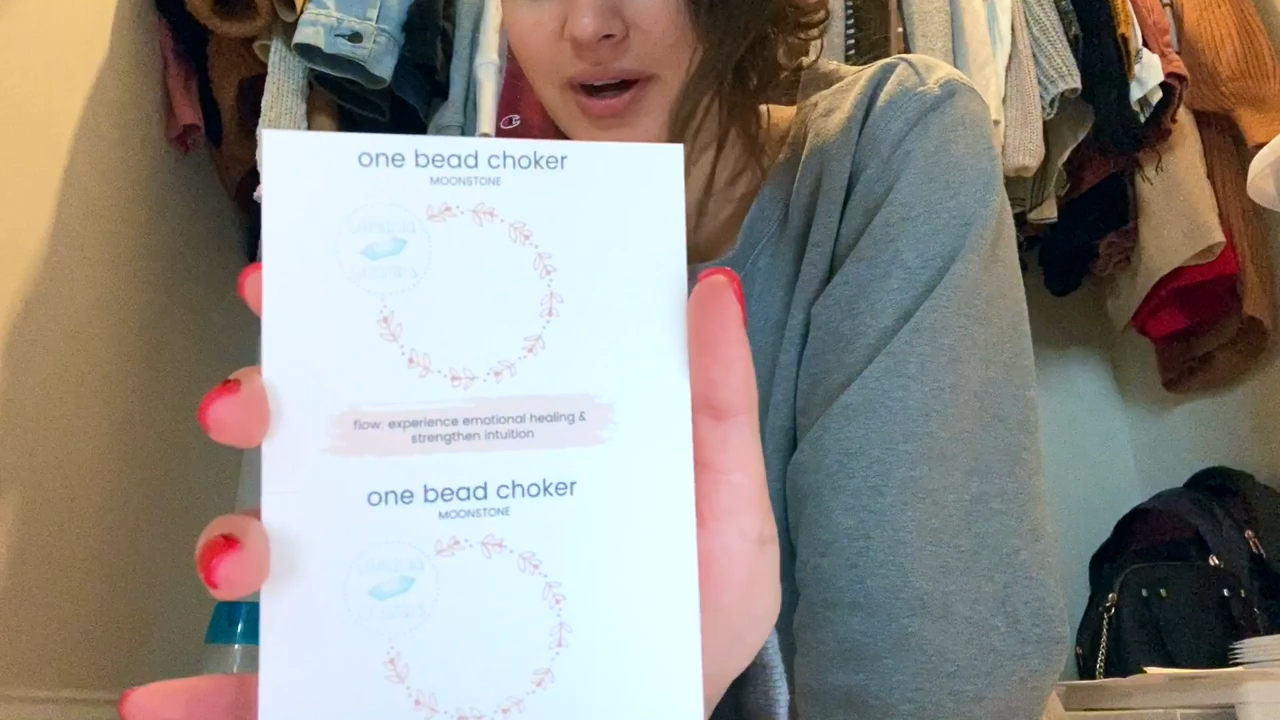 one bead choker
MOONSTONE
flow: experience emotional healing &
strengthen intuition
one bead choker
MOONSTONE